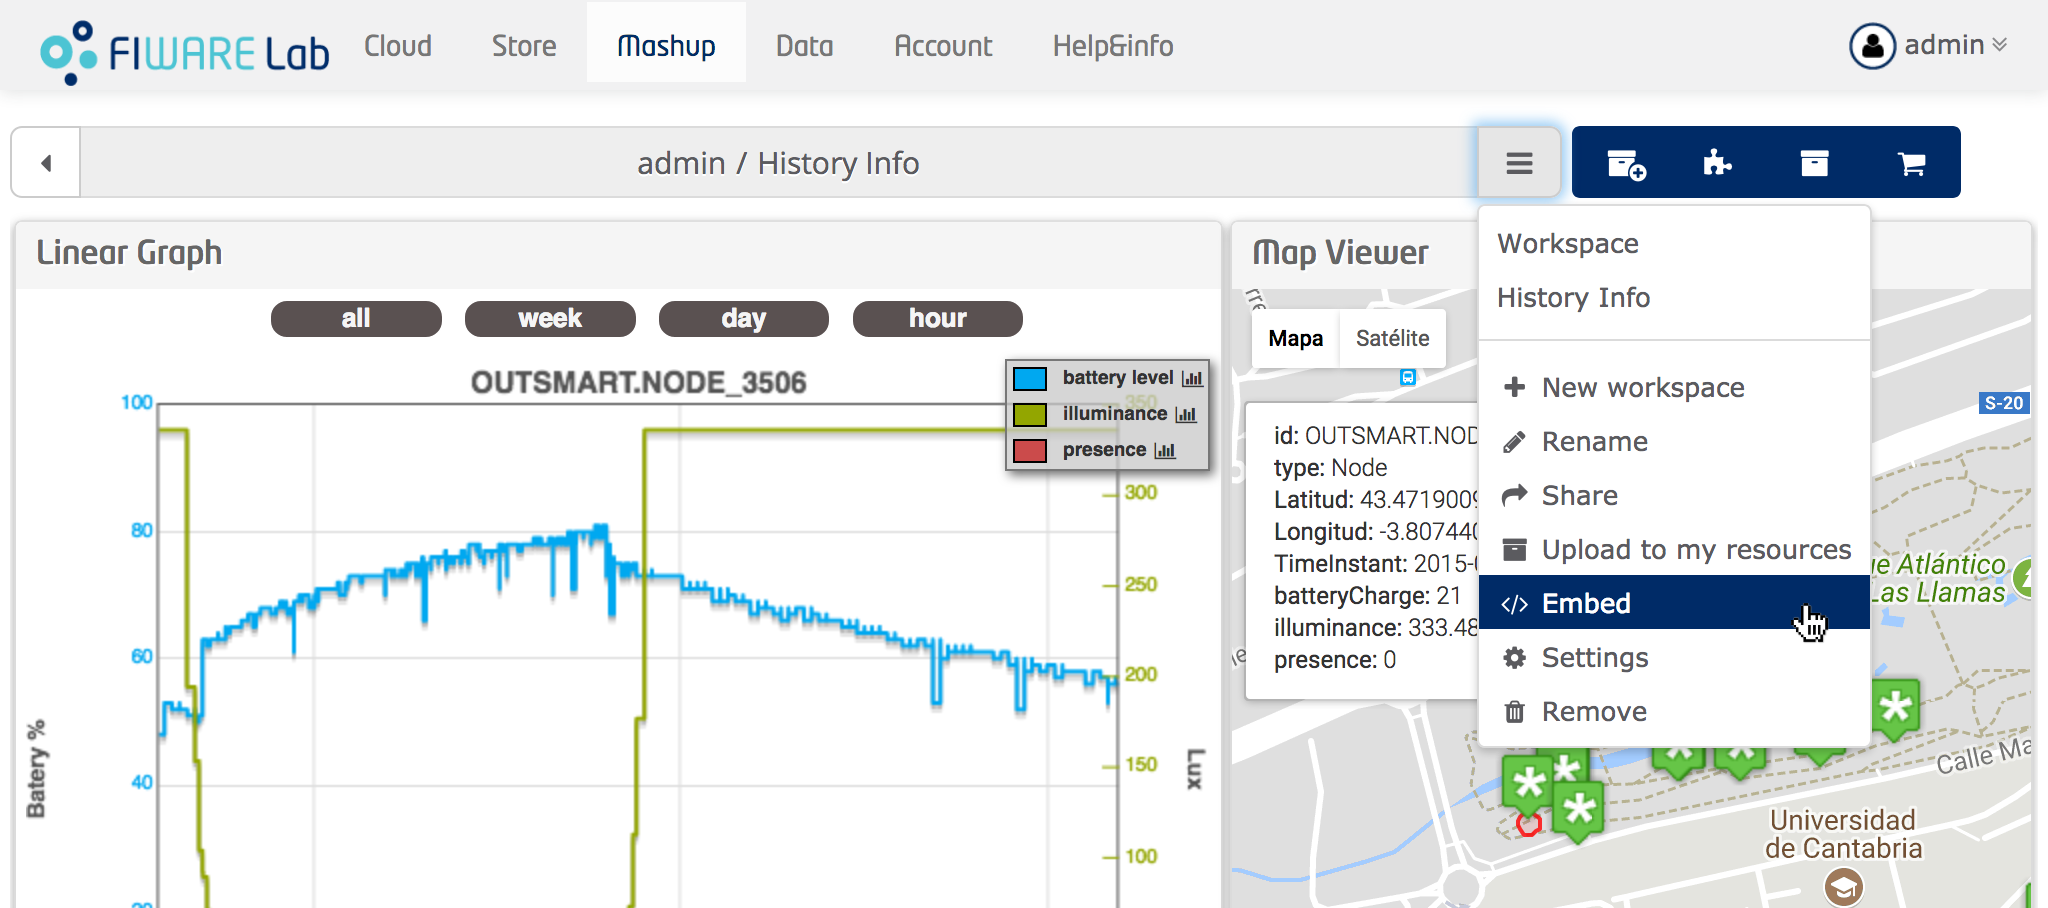 FIWARE Lab
Cloud
Store
Mashup
Data
Account
Help&info
admin
admin / History Info
Linear Graph
all
week
day
hour
OUTSMART.NODE_3506
battery level
illuminance
presence
100
80
60
40
20
Batery %
350
300
250
200
150
100
Lux
Map Viewer
Mapa
Satélite
id: OUTSMART.NOD
type: Node
Latitud: 43.4719009
Longitud: -3.807440
TimeInstant: 2015-
batteryCharge: 21
illuminance: 333.48
presence: 0
Workspace
History Info
New workspace
Rename
Share
Upload to my resources
Embed
Settings
Remove
S-20
ue Atlántico
Las Llamas
Calle Ma
Universidad
de Cantabria